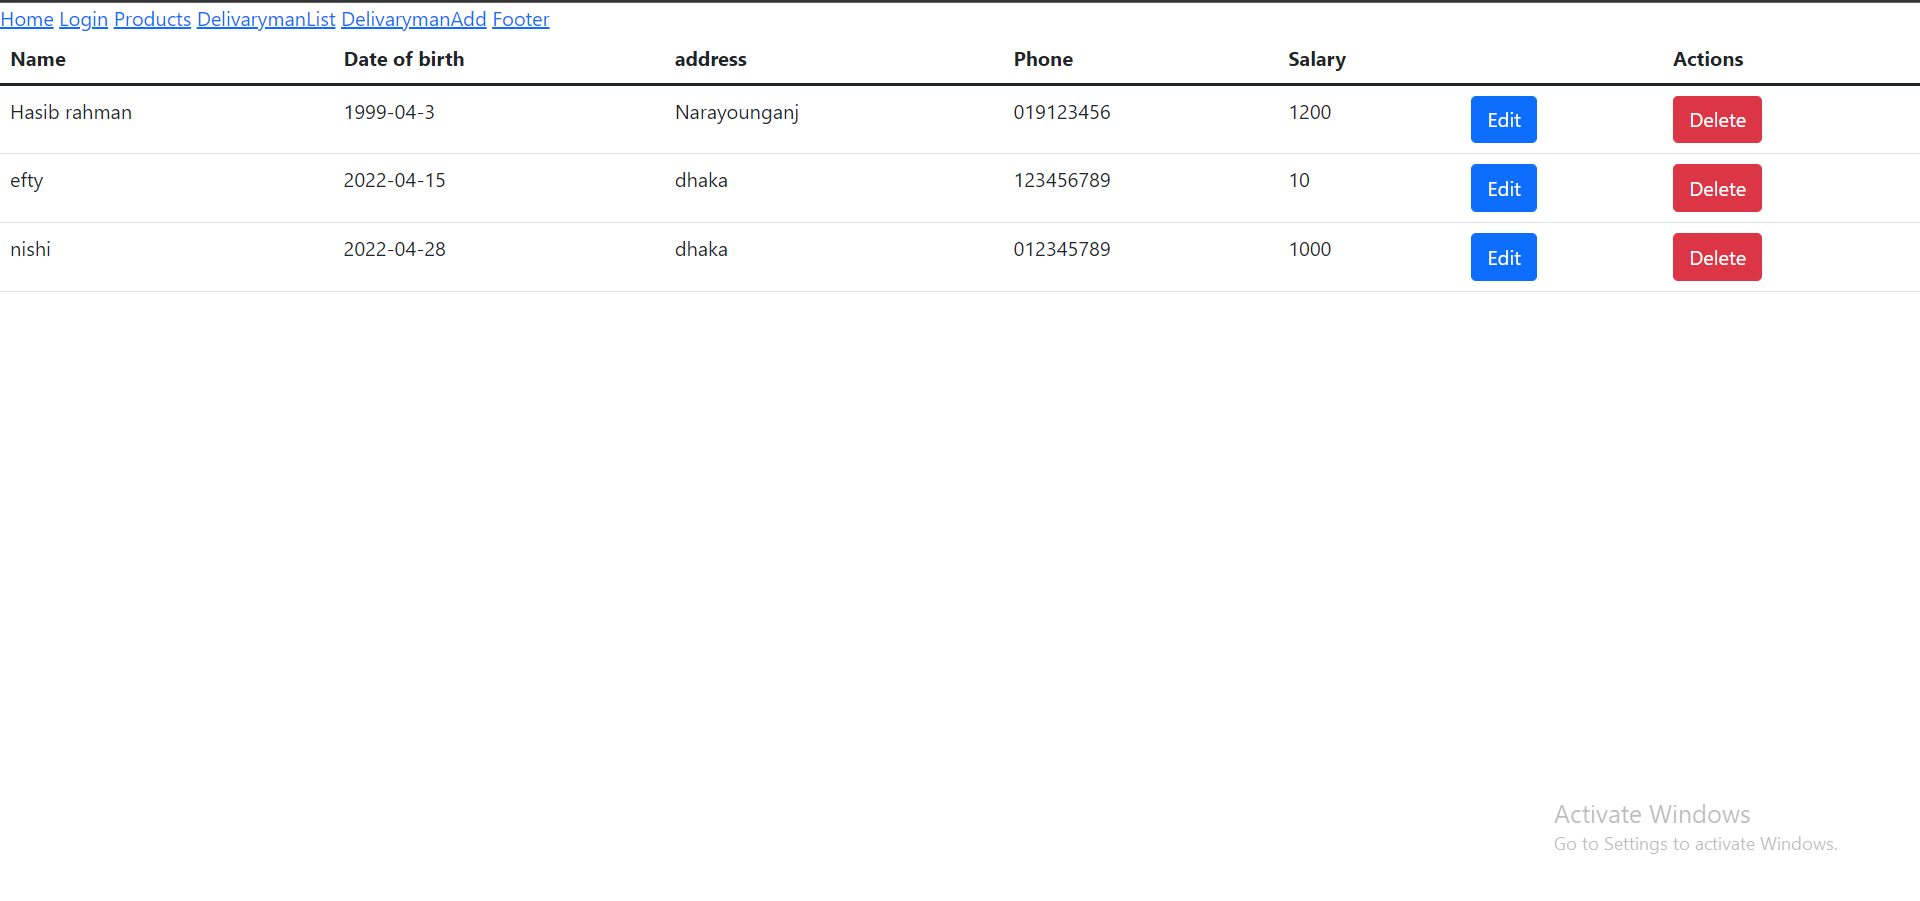 Home Login Products DelivarymanList DelivarymanAdd Footer
Name Date of birth address Phone Salary Actions
Hasib rahman 1999-04-3 Narayounganj 019123456 1200 Edit Delete
efty 2022-04-15 dhaka 123456789 10 Edit Delete
nishi 2022-04-28 dhaka 012345789 1000 Edit Delete
Activate Windows
Go to Settings to activate Windows.